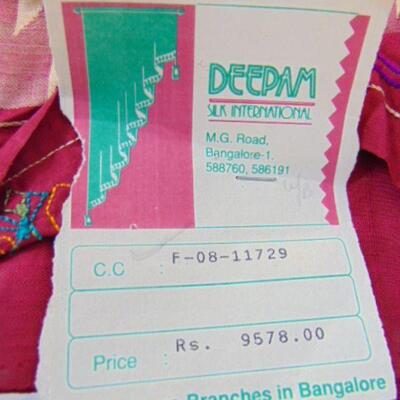 DEEPAM
SILK INTERNATIONAL
M.G. Road,
Bangalore-1.
588760, 586191
C.C : F-08-11729
Price : Rs. 9578.00
Branches in Bangalore